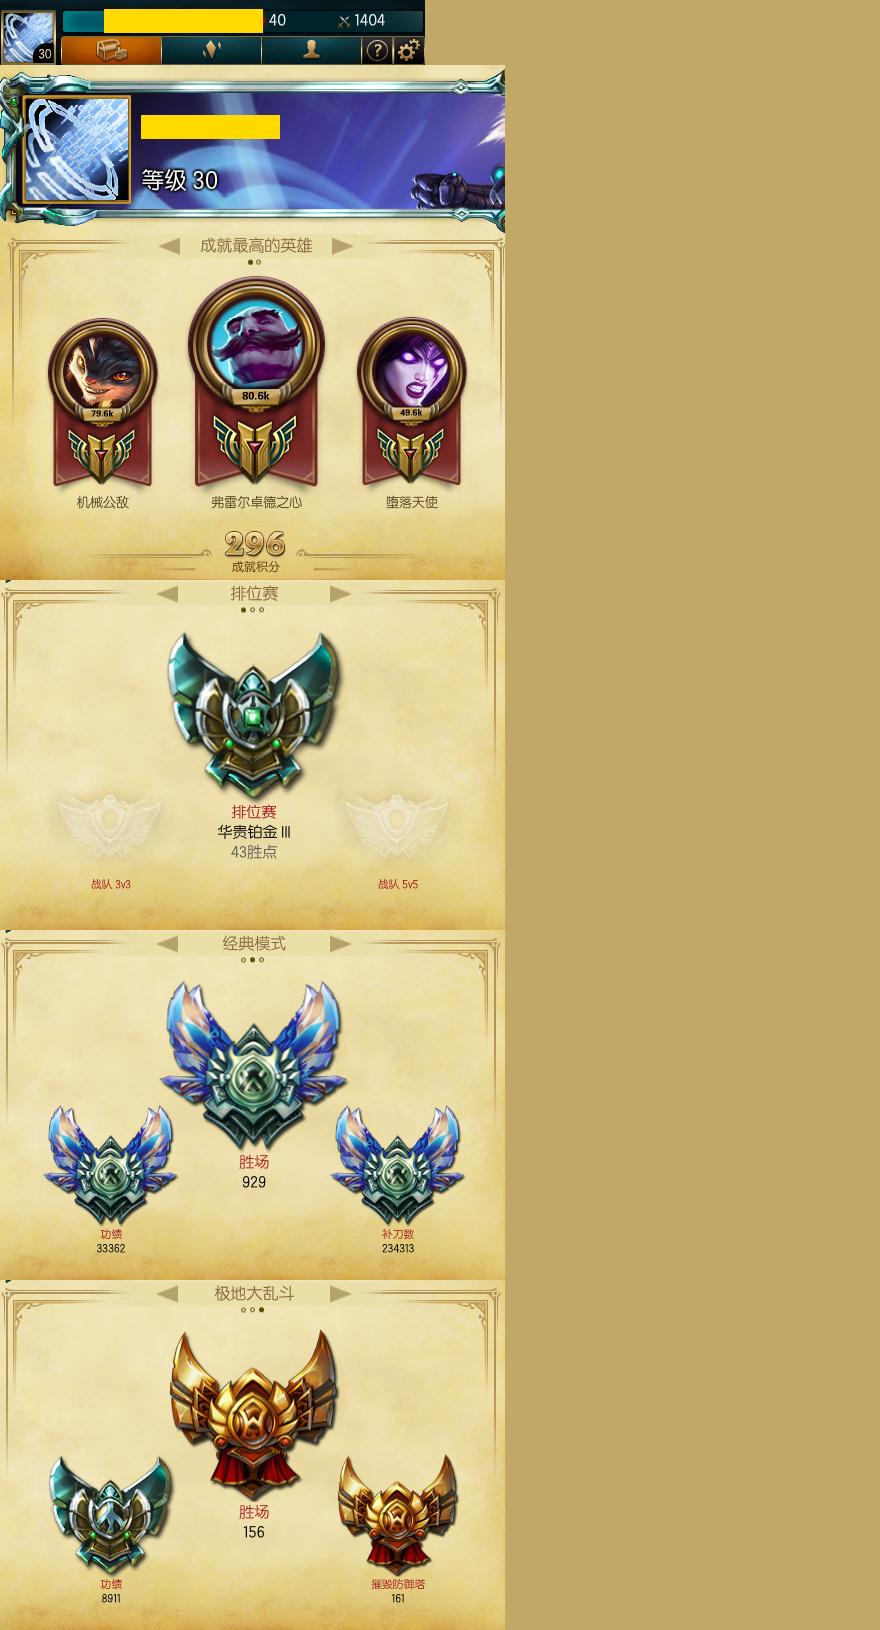 40
1404
30
?
等级 30
成就最高的英雄
79.6k
80.6k
49.6k
机械公敌
弗雷尔卓德之心
堕落天使
296
成就积分
排位赛
排位赛
华贵铂金 III
43胜点
战队 3v3
战队 5v5
经典模式
胜场
929
功绩
33362
补刀数
234313
极地大乱斗
胜场
156
功绩
8911
摧毁防御塔
161